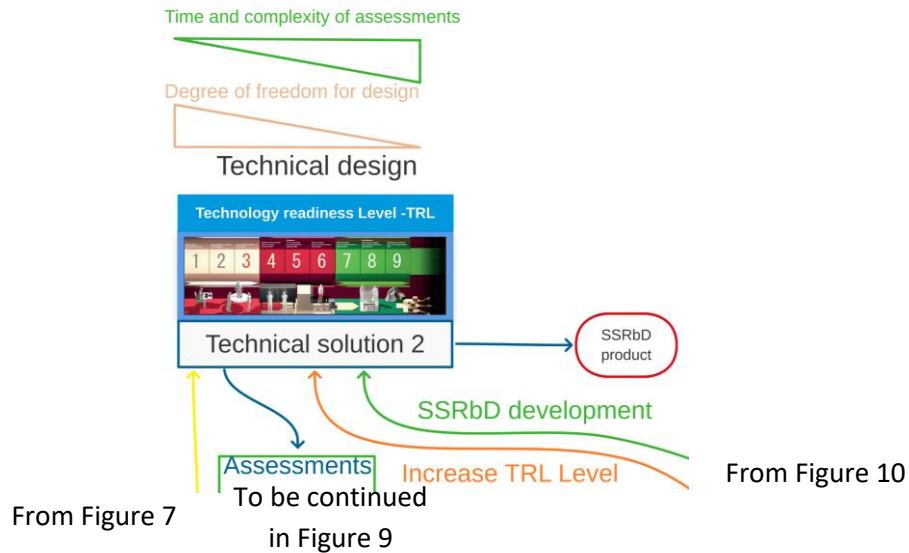 Time and complexity of assessments
Degree of freedom for design
Technical design
Technology readiness Level -TRL
1 2 3 4 5 6 7 8 9
Technical solution 2
SSRbD
product
SSRbD development
Assessments
Increase TRL Level
From Figure 10
To be continued
in Figure 9
From Figure 7